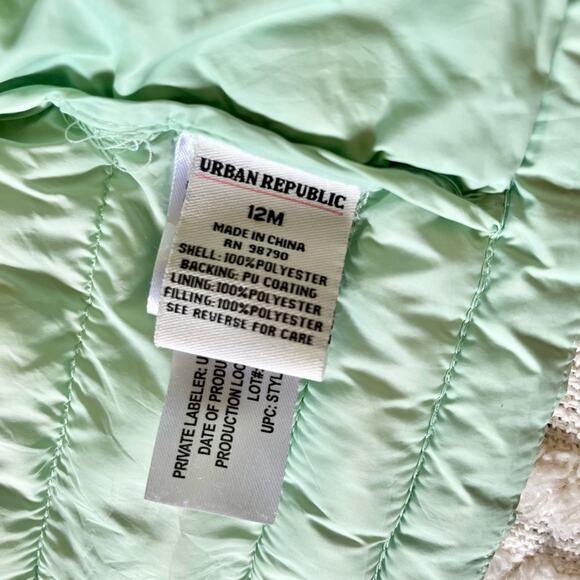 URBAN REPUBLIC
12M
MADE IN CHINA
RN 98790
SHELL: 100%POLYESTER
BACKING: PU COATING
LINING:100%POLYESTER
FILLING:100%POLYESTER
SEE REVERSE FOR CARE
PRIVATE LABELER: U
DATE OF PRODU
PRODUCTION LOC
LOT#:
UPC: STYL